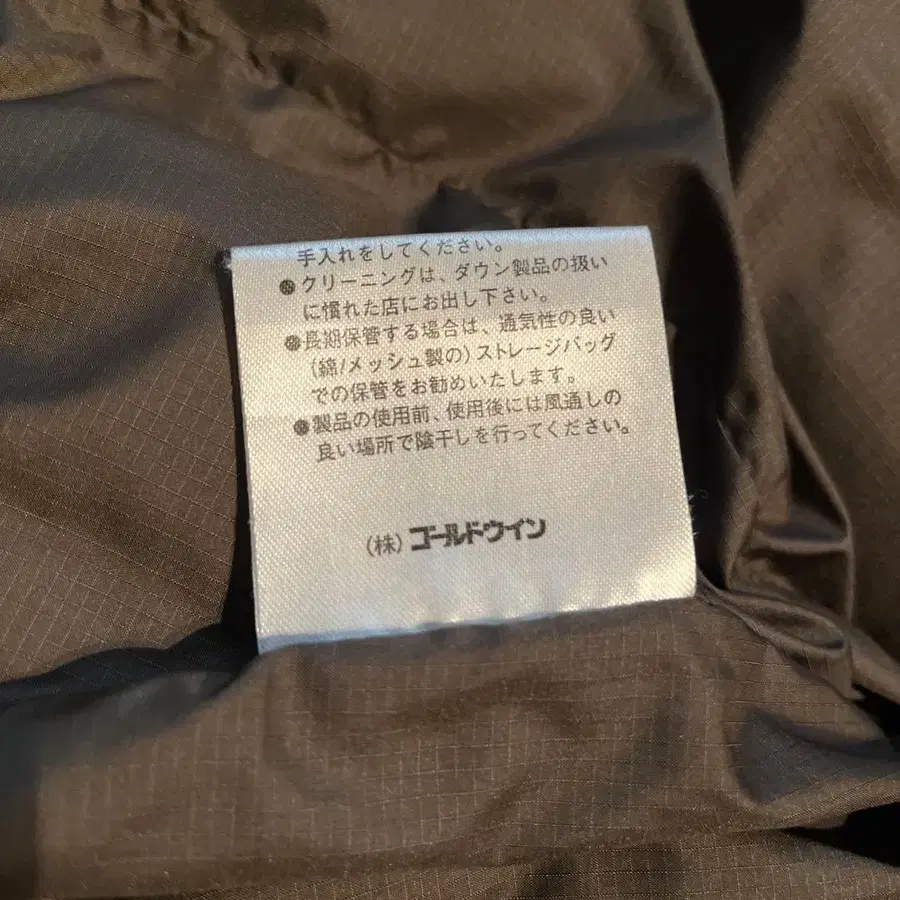 手入れをしてください。
●クリーニングは、ダウン製品の扱い
に慣れた店にお出し下さい。
●長期保管する場合は、通気性の良い
(綿/メッシュ製の)ストレージバッグ
での保管をお勧めいたします。
●製品の使用前、使用後には風通しの
良い場所で陰干しを行ってください。
(株)ゴールドウイン